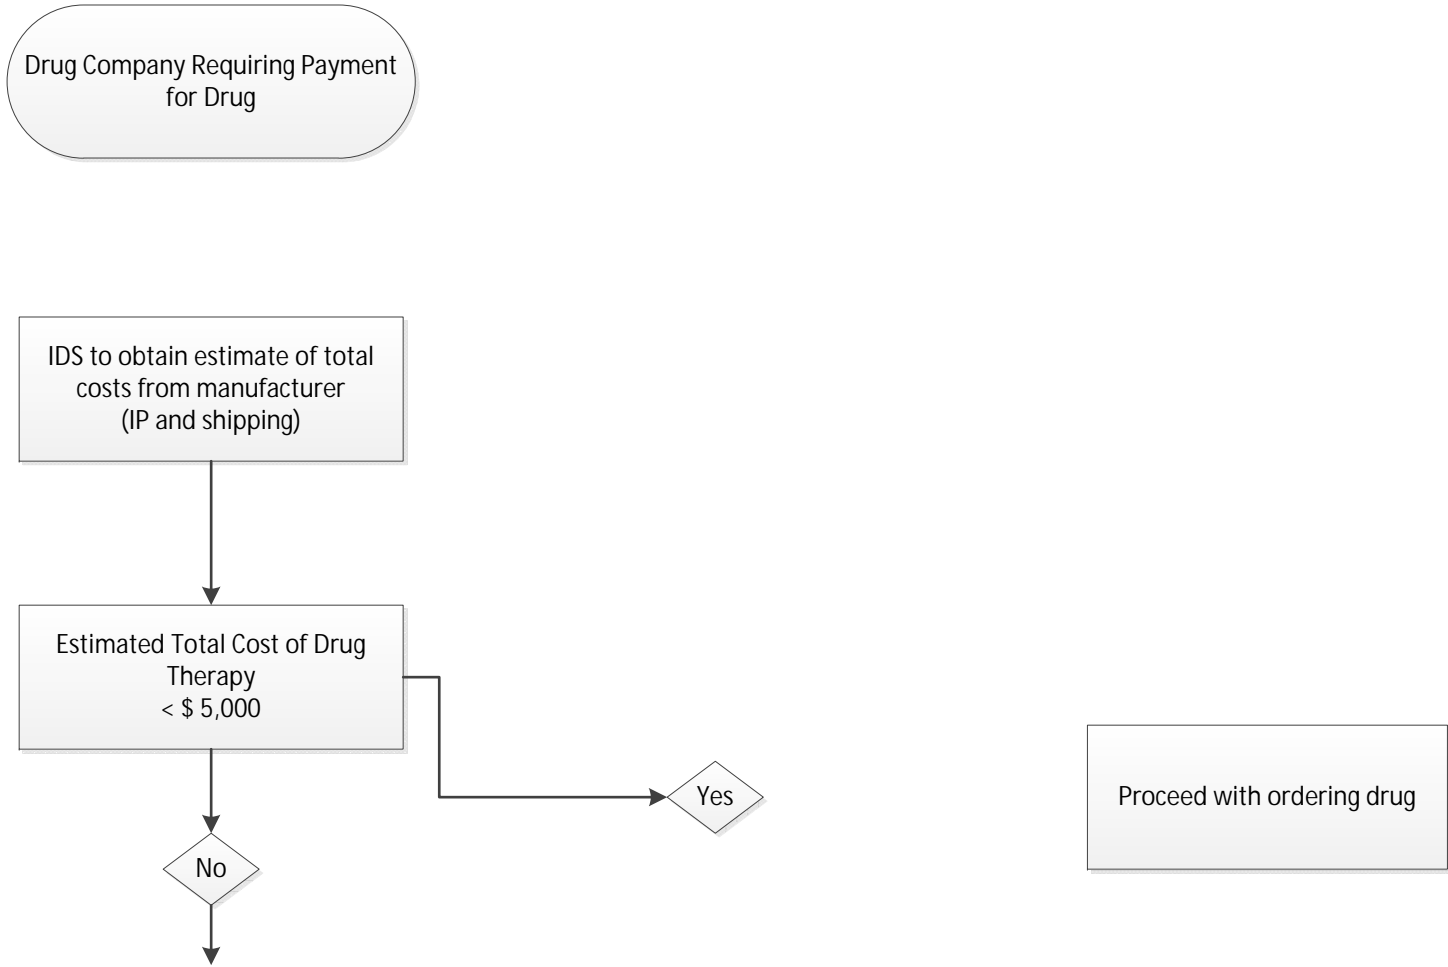 Drug Company Requiring Payment
for Drug
IDS to obtain estimate of total
costs from manufacturer
(IP and shipping)
Estimated Total Cost of Drug
Therapy
< $ 5,000
Yes
Proceed with ordering drug
No